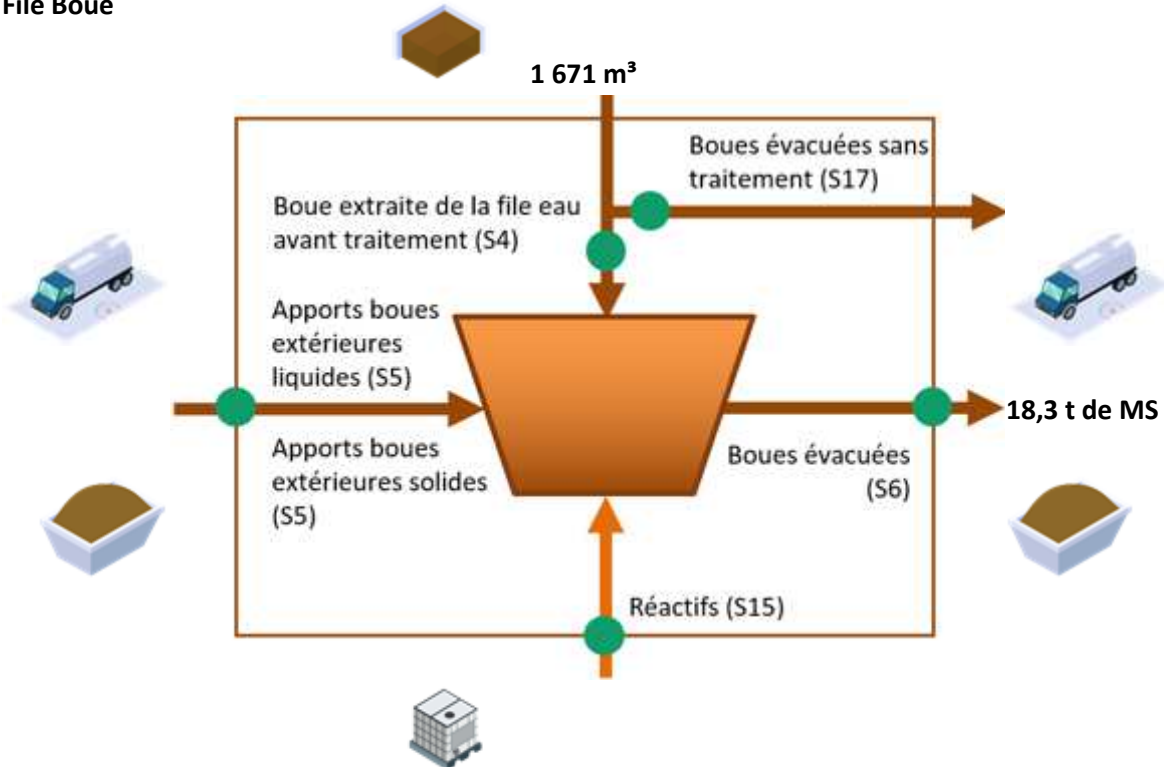 File Boue
1 671 m³
Boues évacuées sans
traitement (S17)
Boue extraite de la file eau
avant traitement (S4)
Apports boues
extérieures
liquides (S5)
18,3 t de MS
Apports boues
extérieures solides
(S5)
Boues évacuées
(S6)
Réactifs (S15)